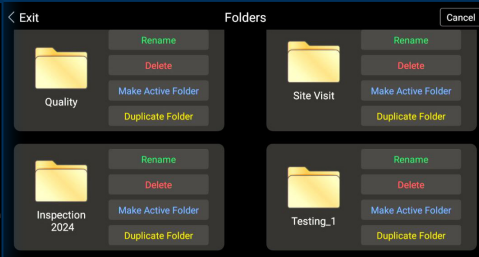 Exit
Folders
Cancel
Rename
Delete
Make Active Folder
Duplicate Folder
Quality
Rename
Delete
Make Active Folder
Duplicate Folder
Site Visit
Rename
Delete
Make Active Folder
Duplicate Folder
Inspection
2024
Rename
Delete
Make Active Folder
Duplicate Folder
Testing_1